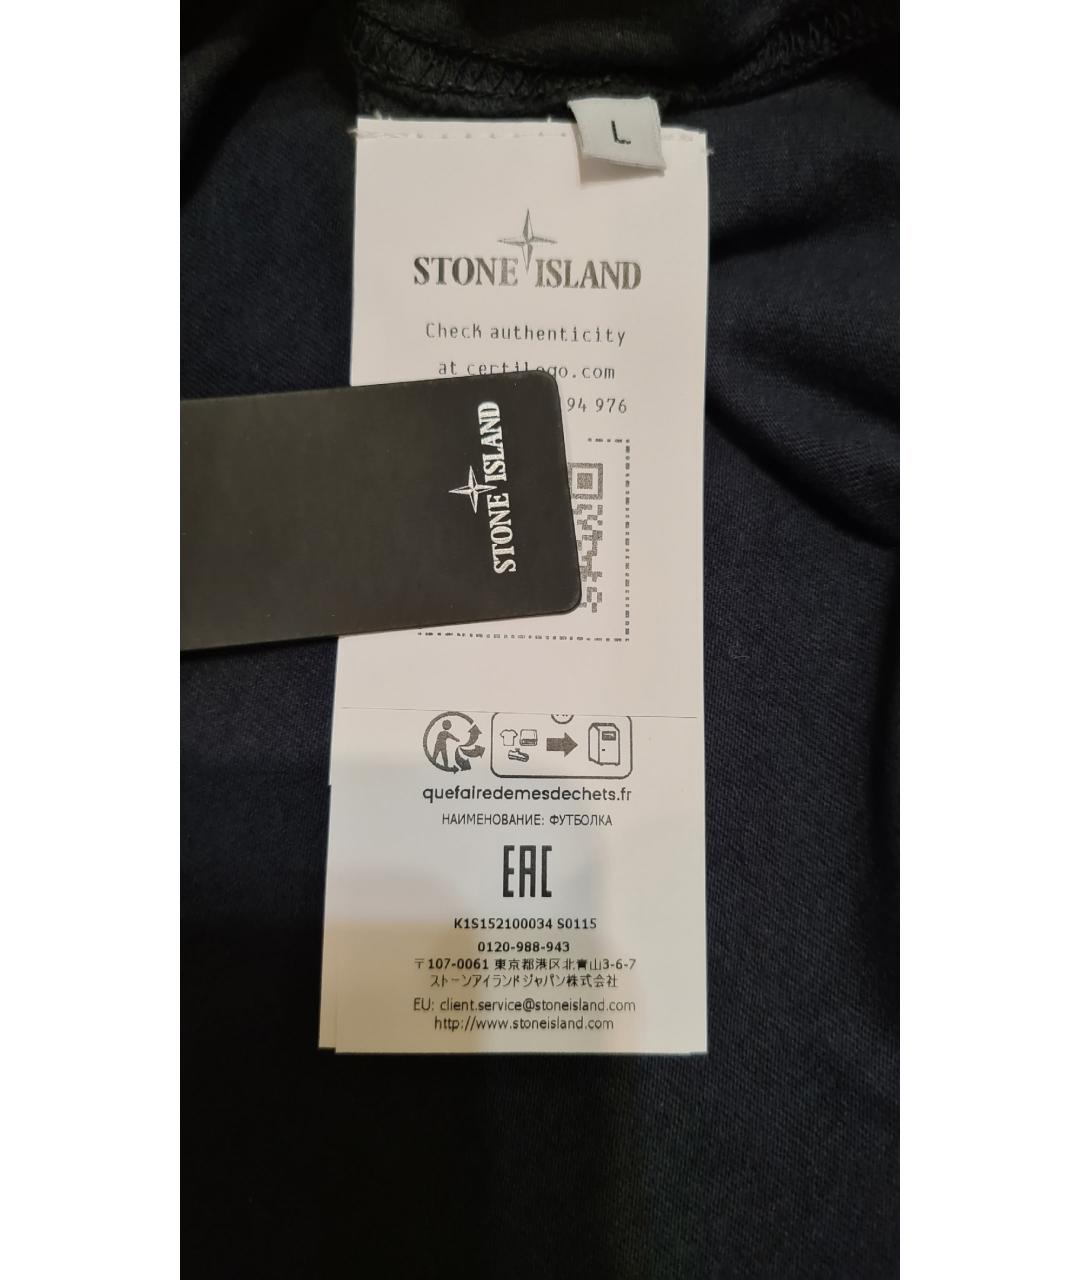 L
STONE ISLAND
Check authenticity
at certilogo.com
94 976
STONE ISLAND
quefairedemesdechets.fr
НАИМЕНОВАНИЕ: ФУТБОЛКА
EAC
K1S152100034 S0115
0120-988-943
〒107-0061 東京都港区北青山3-6-7
ストーンアイランドジャパン株式会社
EU: client.service@stoneisland.com
http://www.stoneisland.com